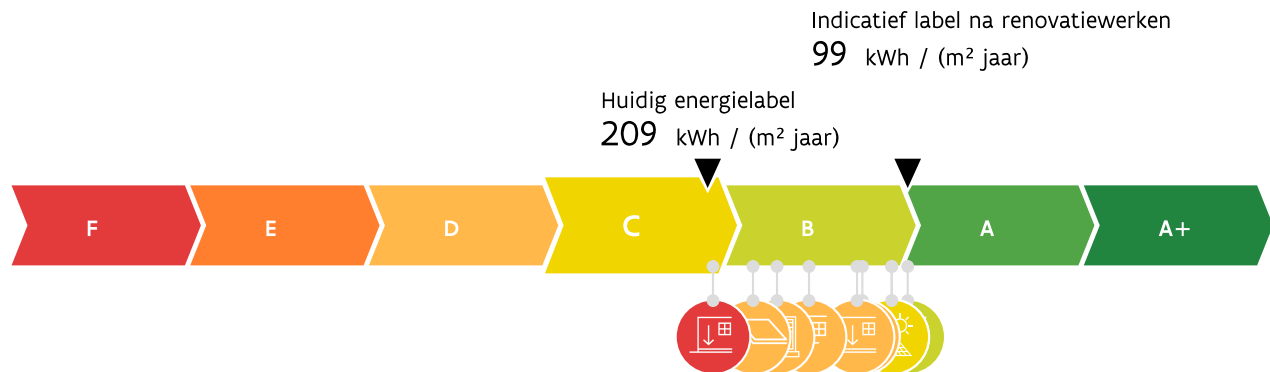 Indicatief label na renovatiewerken
99 kWh / (m² jaar)
Huidig energielabel
209 kWh / (m² jaar)
F E D C B A A+